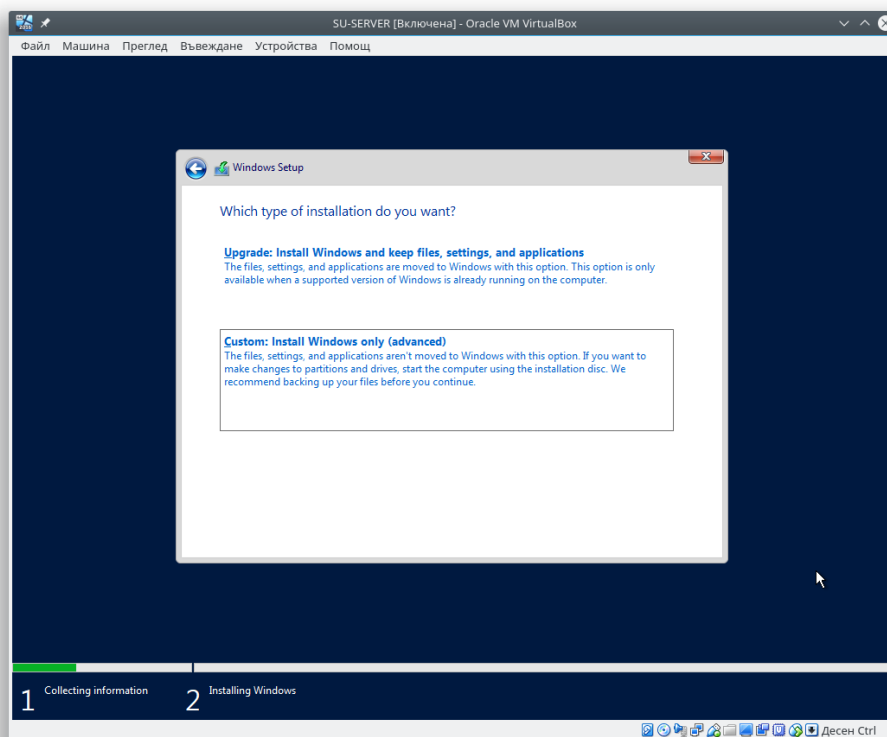 SU-SERVER [Включена] - Oracle VM VirtualBox
Файл Машина Преглед Въвеждане Устройства Помощ
Windows Setup
Which type of installation do you want?
Upgrade: Install Windows and keep files, settings, and applications
The files, settings, and applications are moved to Windows with this option. This option is only
available when a supported version of Windows is already running on the computer.
Custom: Install Windows only (advanced)
The files, settings, and applications aren't moved to Windows with this option. If you want to
make changes to partitions and drives, start the computer using the installation disc. We
recommend backing up your files before you continue.
1 Collecting information 2 Installing Windows
Десен Ctrl